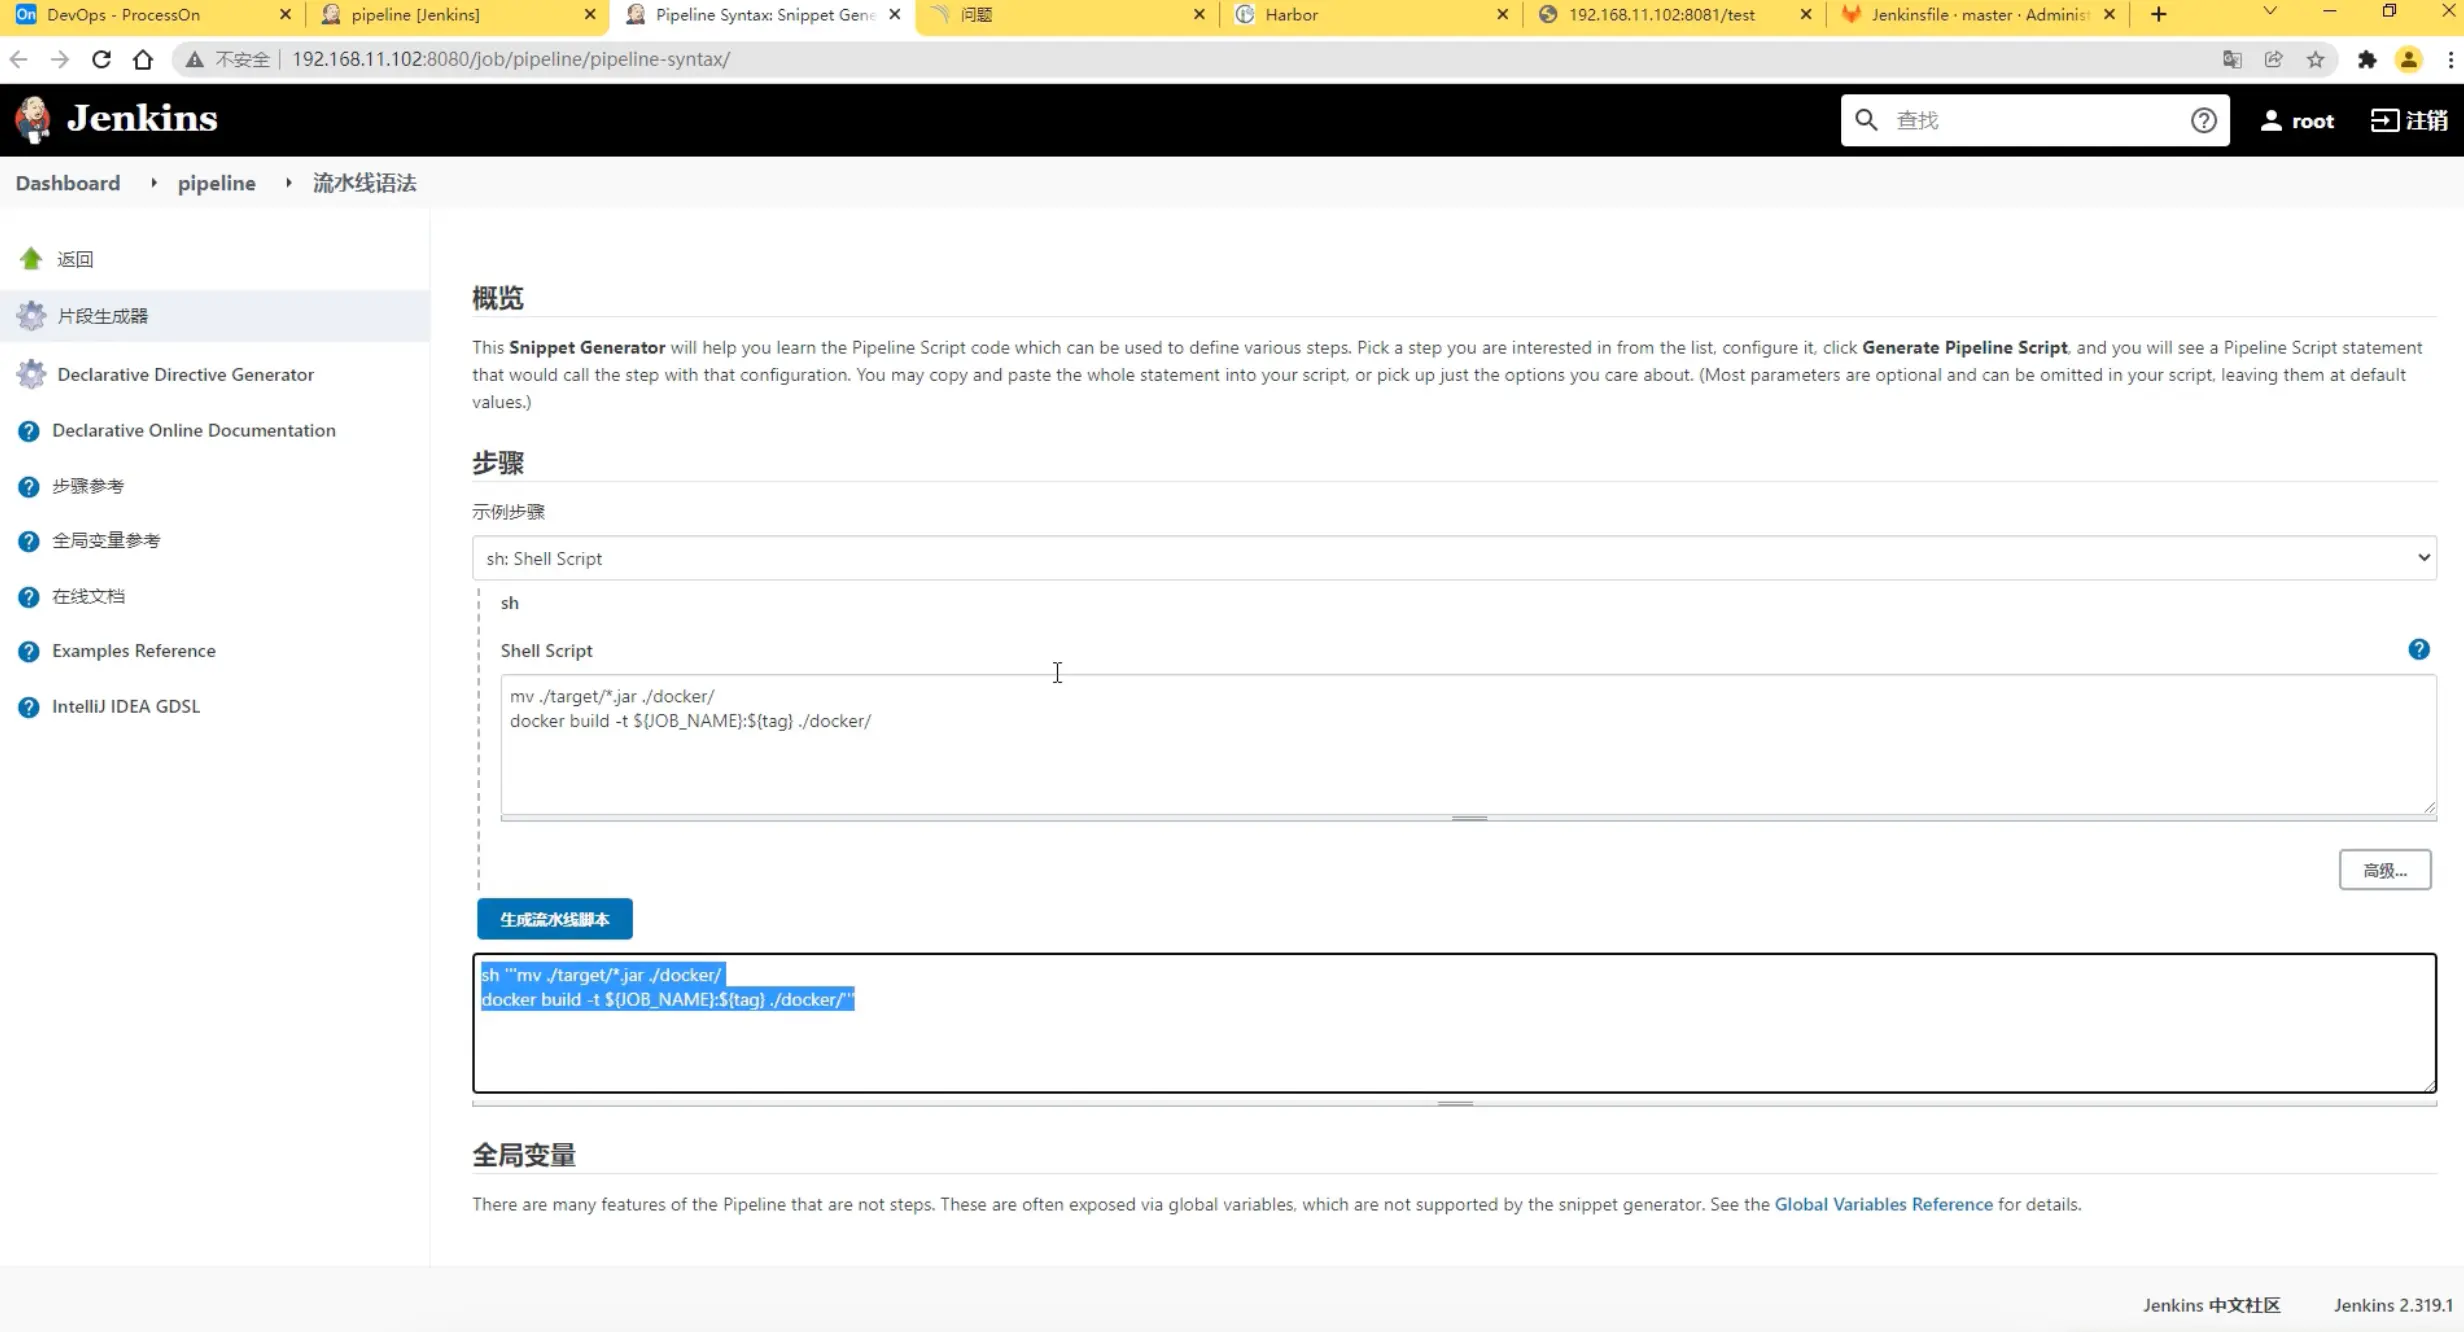 On DevOps - ProcessOn
pipeline [Jenkins]
Pipeline Syntax: Snippet Gene
问题
Harbor
192.168.11.102:8081/test
Jenkinsfile · master · Adminis
不安全
192.168.11.102:8080/job/pipeline/pipeline-syntax/
Jenkins
查找
root
注销
Dashboard
pipeline
流水线语法
返回
片段生成器
Declarative Directive Generator
Declarative Online Documentation
步骤参考
全局变量参考
在线文档
Examples Reference
IntelliJ IDEA GDSL
概览
This Snippet Generator will help you learn the Pipeline Script code which can be used to define various steps. Pick a step you are interested in from the list, configure it, click Generate Pipeline Script, and you will see a Pipeline Script statement
that would call the step with that configuration. You may copy and paste the whole statement into your script, or pick up just the options you care about. (Most parameters are optional and can be omitted in your script, leaving them at default
values.)
步骤
示例步骤
sh: Shell Script
sh
Shell Script
mv ./target/*.jar ./docker/
docker build -t ${JOB_NAME}:${tag} ./docker/
高级...
生成流水线脚本
sh '''mv ./target/*.jar ./docker/
docker build -t ${JOB_NAME}:${tag} ./docker/'''
全局变量
There are many features of the Pipeline that are not steps. These are often exposed via global variables, which are not supported by the snippet generator. See the Global Variables Reference for details.
Jenkins 中文社区
Jenkins 2.319.1